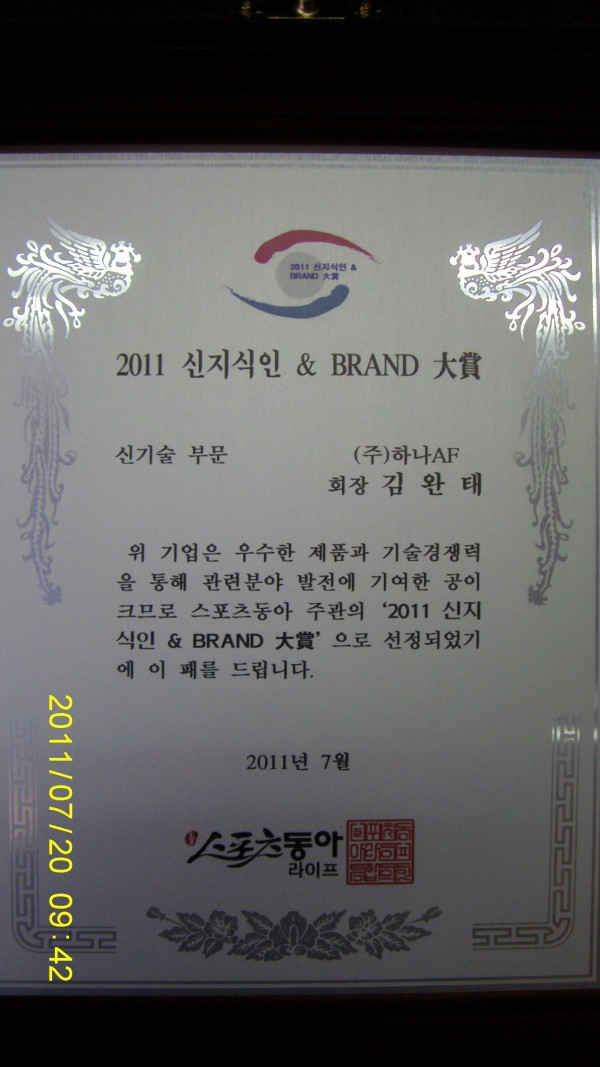 2011 신지식인 &
BRAND 大賞
2011 신지식인 & BRAND 大賞
신기술 부문
(주)하나AF
회장 김 완 태
위 기업은 우수한 제품과 기술경쟁력
을 통해 관련분야 발전에 기여한 공이
크므로 스포츠동아 주관의 ‘2011 신지
식인 & BRAND 大賞’ 으로 선정되었기
에 이 패를 드립니다.
2011년 7월
스포츠동아
라이프
2011/07/20 09:42